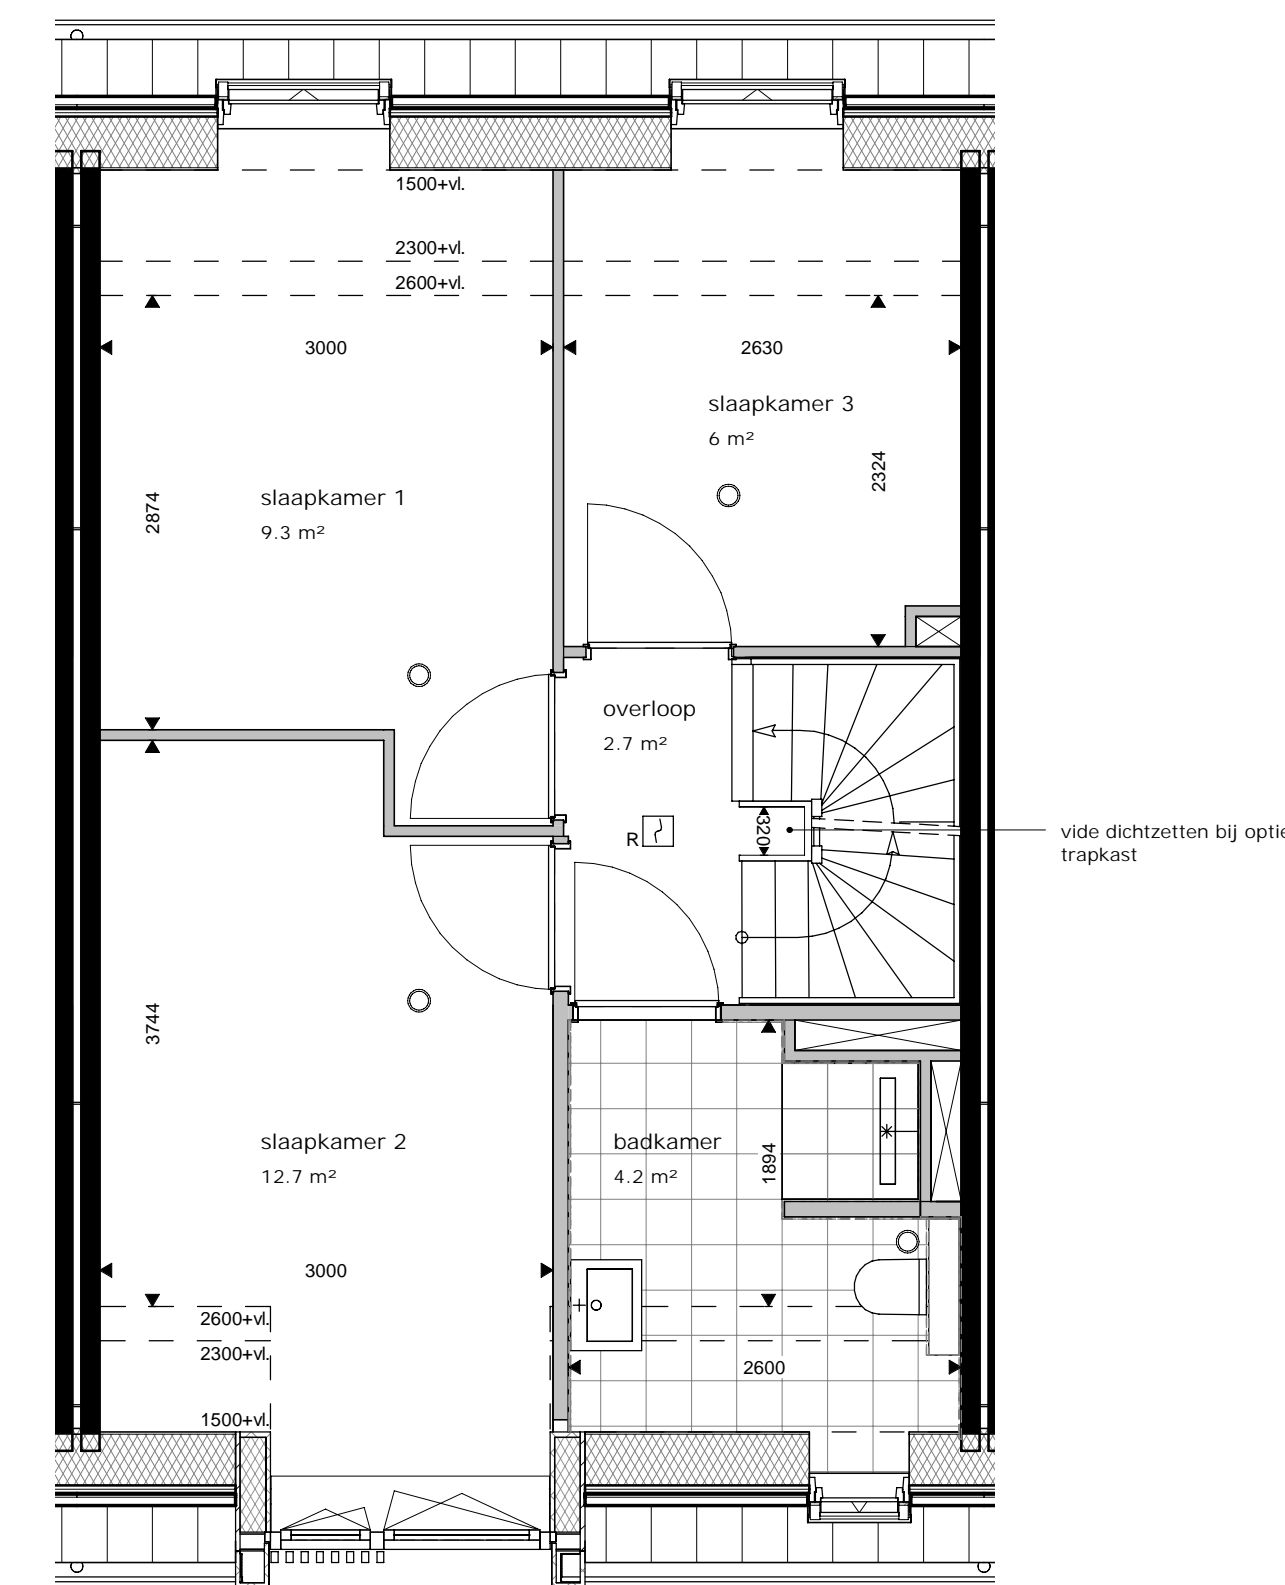 1500+vl.
2300+vl.
2600+vl.
3000
2630
slaapkamer 3
6 m²
2324
slaapkamer 1
9.3 m²
2874
overloop
2.7 m²
R
320
vide dichtzetten bij optie
trapkast
3744
slaapkamer 2
12.7 m²
badkamer
4.2 m²
1894
3000
2600+vl.
2300+vl.
2600
1500+vl.